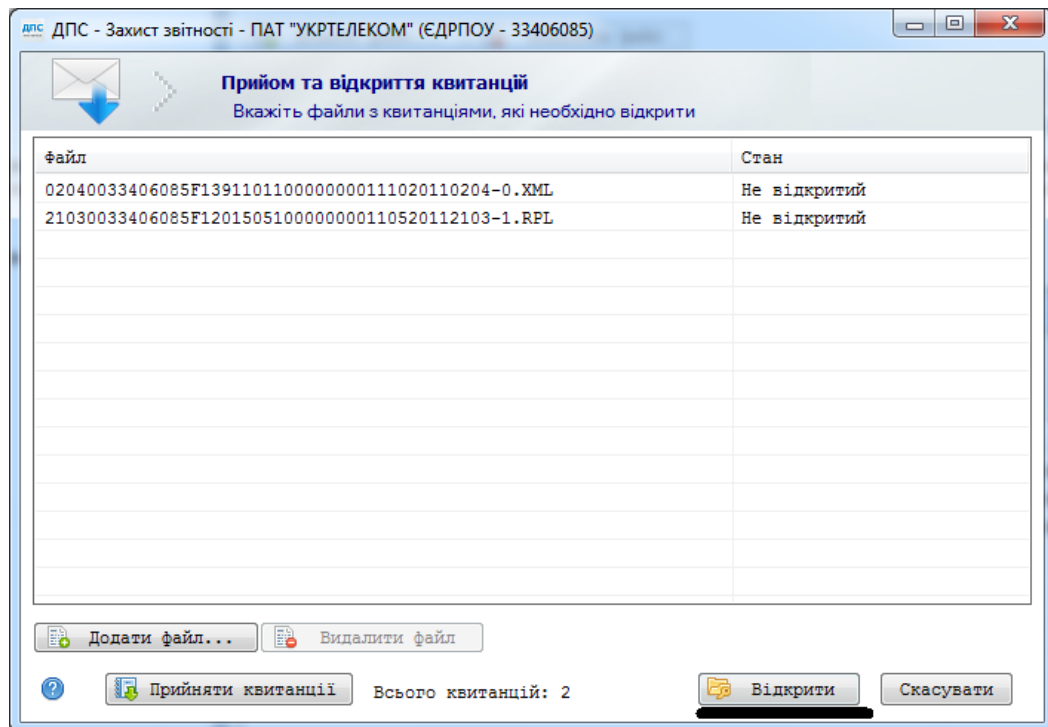 дпс ДПС - Захист звітності - ПАТ "УКРТЕЛЕКОМ" (ЄДРПОУ - 33406085)
Прийом та відкриття квитанцій
Вкажіть файли з квитанціями, які необхідно відкрити
Файл Стан
02040033406085F1391101100000000111020110204-0.XML Не відкритий
21030033406085F1201505100000000110520112103-1.RPL Не відкритий
Додати файл... Видалити файл
Прийняти квитанції Всього квитанцій: 2 Відкрити Скасувати